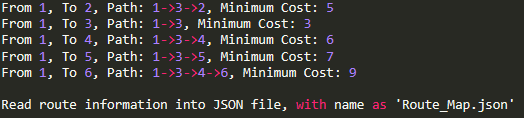 From 1, To 2, Path: 1->3->2, Minimum Cost: 5
From 1, To 3, Path: 1->3, Minimum Cost: 3
From 1, To 4, Path: 1->3->4, Minimum Cost: 6
From 1, To 5, Path: 1->3->5, Minimum Cost: 7
From 1, To 6, Path: 1->3->4->6, Minimum Cost: 9
Read route information into JSON file, with name as 'Route_Map.json'